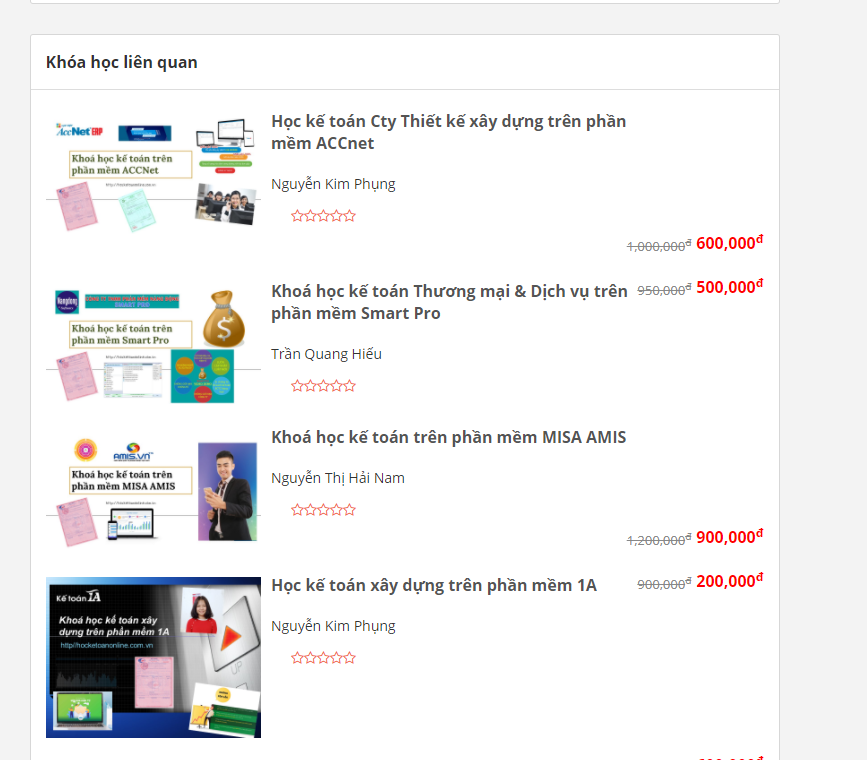 Khóa học liên quan
AccNet ERP
Khoá học kế toán trên
phần mềm ACCNet
Học kế toán Cty Thiết kế xây dựng trên phần
mềm ACCnet
Nguyễn Kim Phụng
1,000,000đ 600,000đ
Khoá học kế toán trên
phần mềm Smart Pro
Khoá học kế toán Thương mại & Dịch vụ trên
phần mềm Smart Pro
950,000đ 500,000đ
Trần Quang Hiếu
AMIS.VN
Khoá học kế toán trên
phần mềm MISA AMIS
Khoá học kế toán trên phần mềm MISA AMIS
Nguyễn Thị Hải Nam
1,200,000đ 900,000đ
Kế toán 1A
Khoá học kế toán xây
dựng trên phần mềm 1A
http://hocketoanonline.com.vn
UP
Học kế toán xây dựng trên phần mềm 1A
900,000đ 200,000đ
Nguyễn Kim Phụng